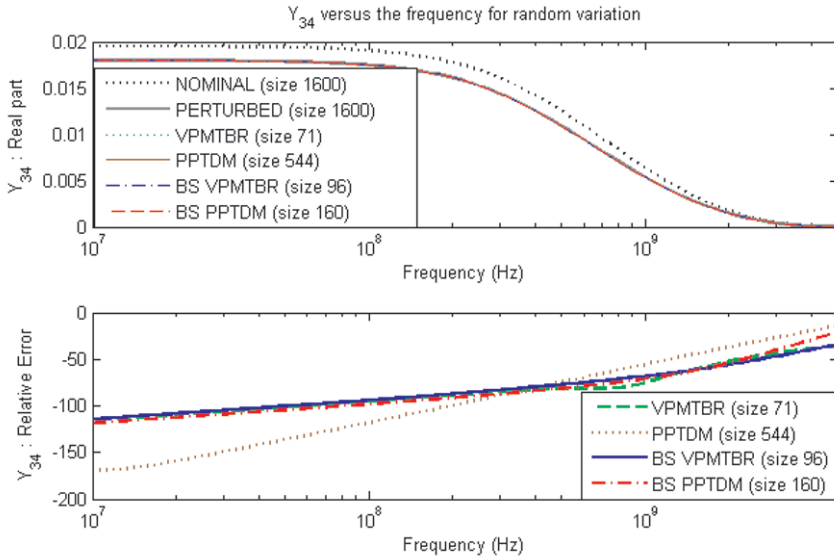 Y34 versus the frequency for random variation
0.02
0.015
0.01
0.005
0
Y34 : Real part
NOMINAL (size 1600)
PERTURBED (size 1600)
VPMTBR (size 71)
PPTDM (size 544)
BS VPMTBR (size 96)
BS PPTDM (size 160)
10^7
10^8
10^9
Frequency (Hz)
0
-50
-100
-150
-200
Y34 : Relative Error
VPMTBR (size 71)
PPTDM (size 544)
BS VPMTBR (size 96)
BS PPTDM (size 160)
10^7
10^8
10^9
Frequency (Hz)